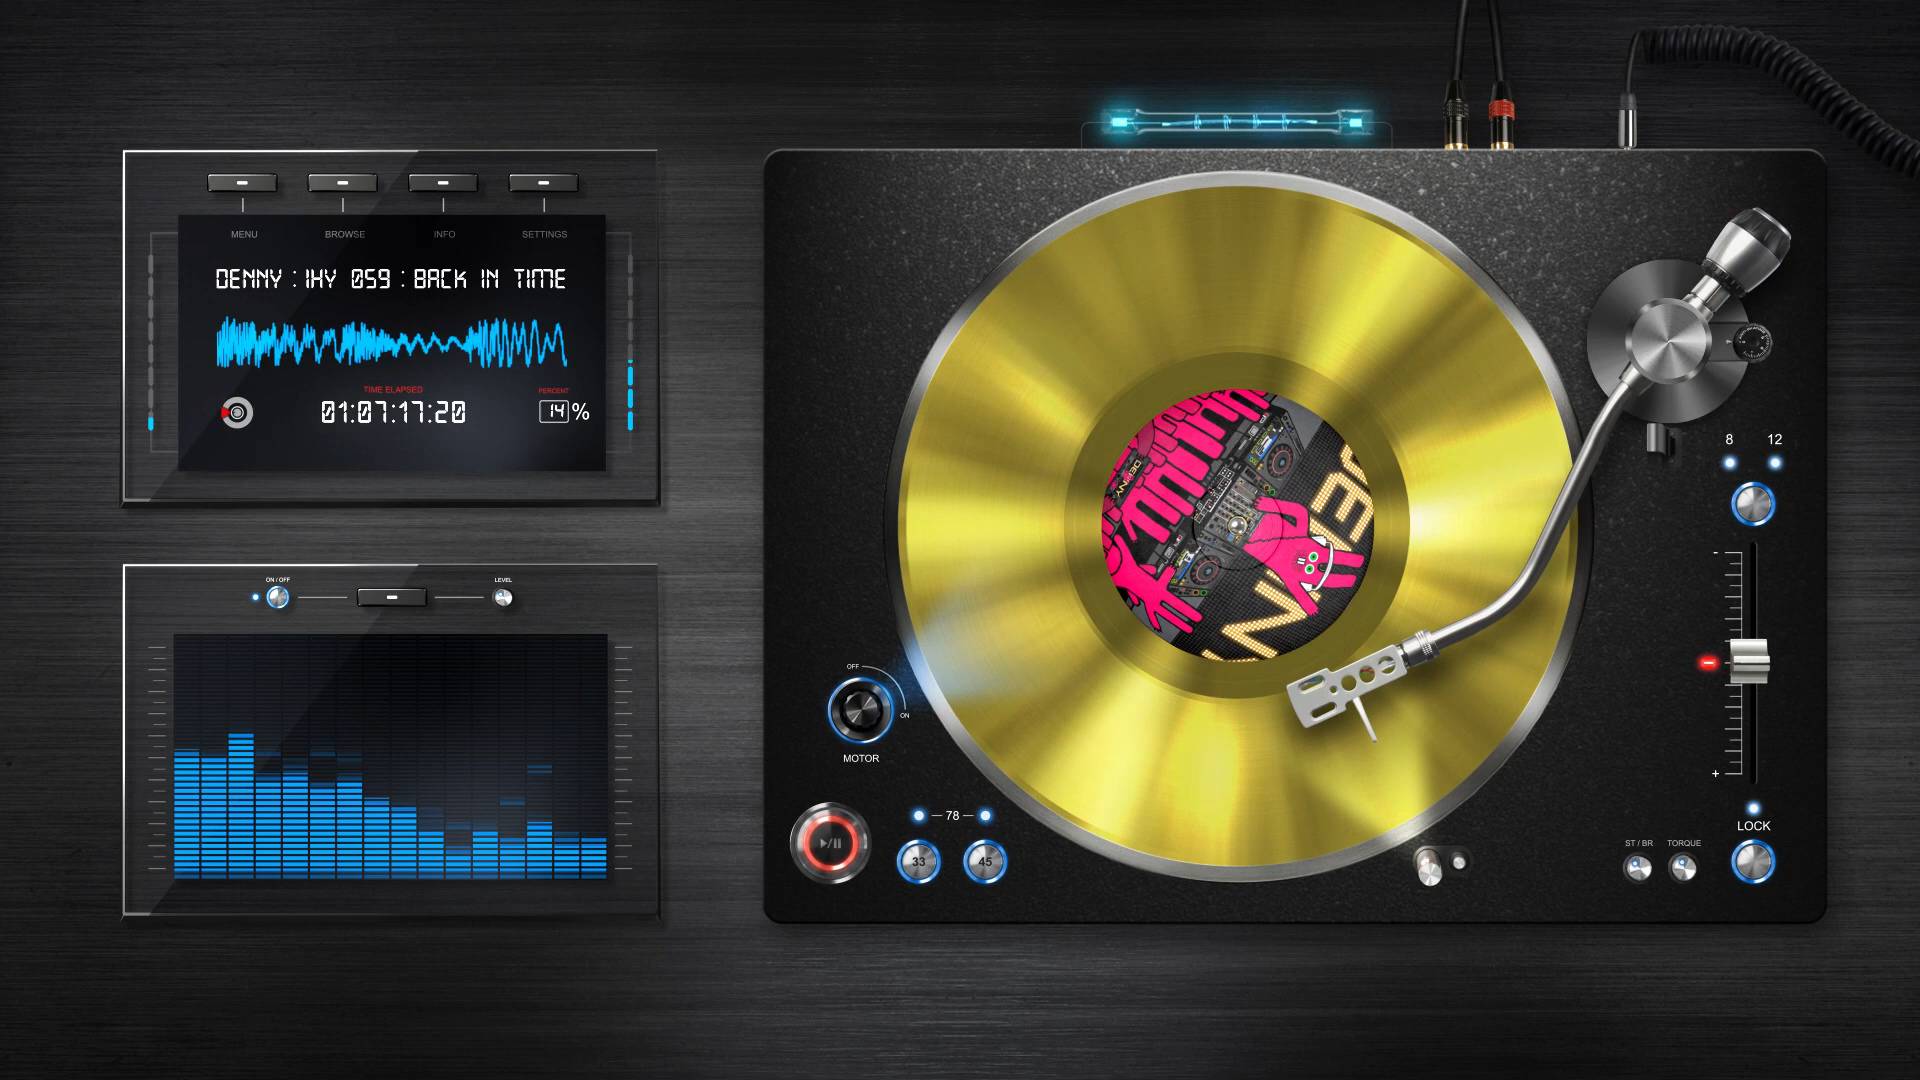 MENU BROWSE INFO SETTINGS
DENNY : IHY 059 : BACK IN TIME
TIME ELAPSED
PERCENT
01:07:17:20
14%
ON / OFF
LEVEL
DENNY
8 12
-
+
OFF
ON
MOTOR
78
33 45
LOCK
ST / BR TORQUE